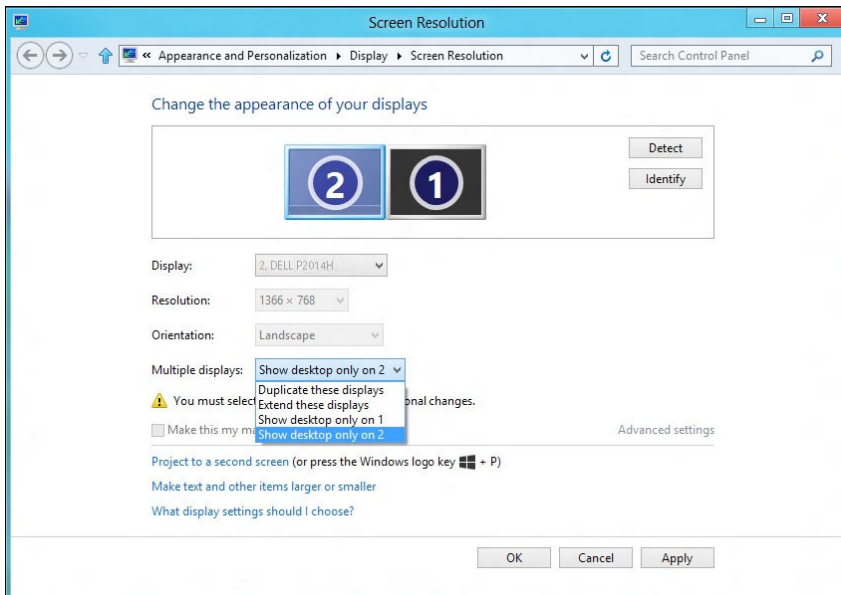 Screen Resolution
« Appearance and Personalization ▸ Display ▸ Screen Resolution
Search Control Panel
Change the appearance of your displays
2
1
Detect
Identify
Display: 2, DELL P2014H
Resolution: 1366 × 768
Orientation: Landscape
Multiple displays: Show desktop only on 2
Duplicate these displays
You must selec onal changes.
Extend these displays
Show desktop only on 1
Make this my ma
Show desktop only on 2
Advanced settings
Project to a second screen (or press the Windows logo key + P)
Make text and other items larger or smaller
What display settings should I choose?
OK Cancel Apply